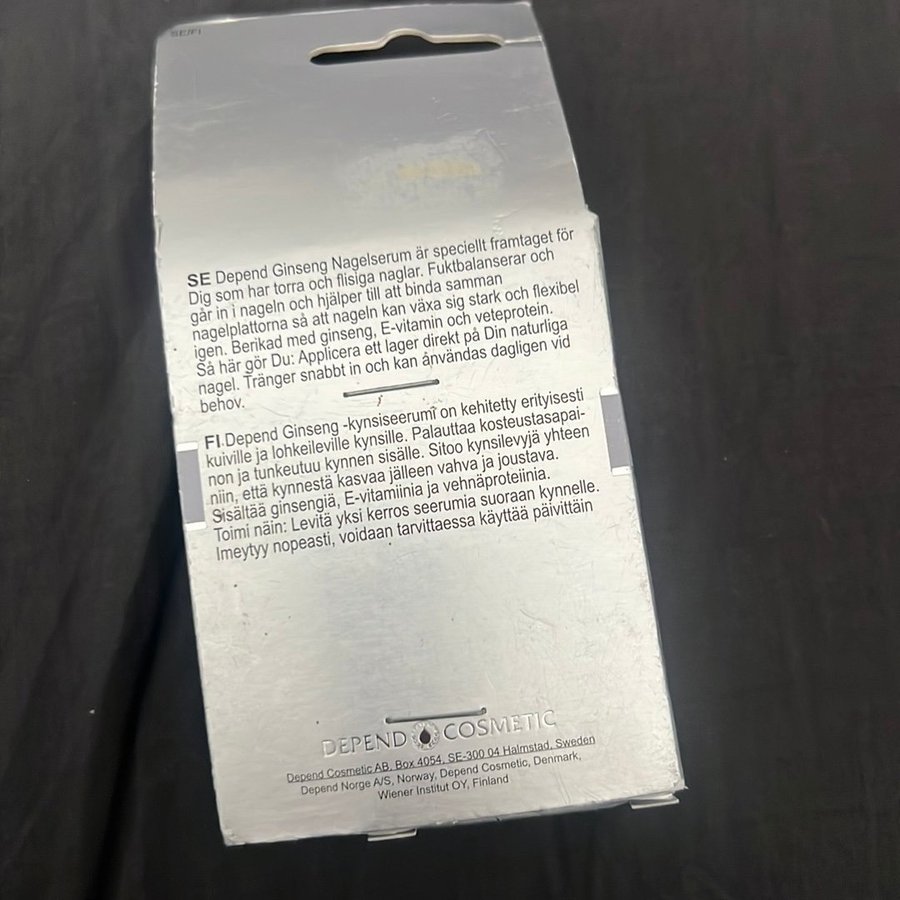 SE/FI
SE Depend Ginseng Nagelserum är speciellt framtaget för
Dig som har torra och flisiga naglar. Fuktbalanserar och
går in i nageln och hjälper till att binda samman
nagelplattorna så att nageln kan växa sig stark och flexibel
igen. Berikad med ginseng, E-vitamin och veteprotein.
Så här gör Du: Applicera ett lager direkt på Din naturliga
nagel. Tränger snabbt in och kan användas dagligen vid
behov.
FI Depend Ginseng -kynsiseerumi on kehitetty erityisesti
kuiville ja lohkeileville kynsille. Palauttaa kosteustasapai-
non ja tunkeutuu kynnen sisälle. Sitoo kynsilevyjä yhteen
niin, että kynnestä kasvaa jälleen vahva ja joustava.
Sisältää ginsengiä, E-vitamiinia ja vehnäproteiinia.
Toimi näin: Levitä yksi kerros seerumia suoraan kynnelle.
Imeytyy nopeasti, voidaan tarvittaessa käyttää päivittäin
DEPEND COSMETIC
Depend Cosmetic AB, Box 4054, SE-300 04 Halmstad, Sweden
Depend Norge A/S, Norway, Depend Cosmetic, Denmark,
Wiener Institut OY, Finland